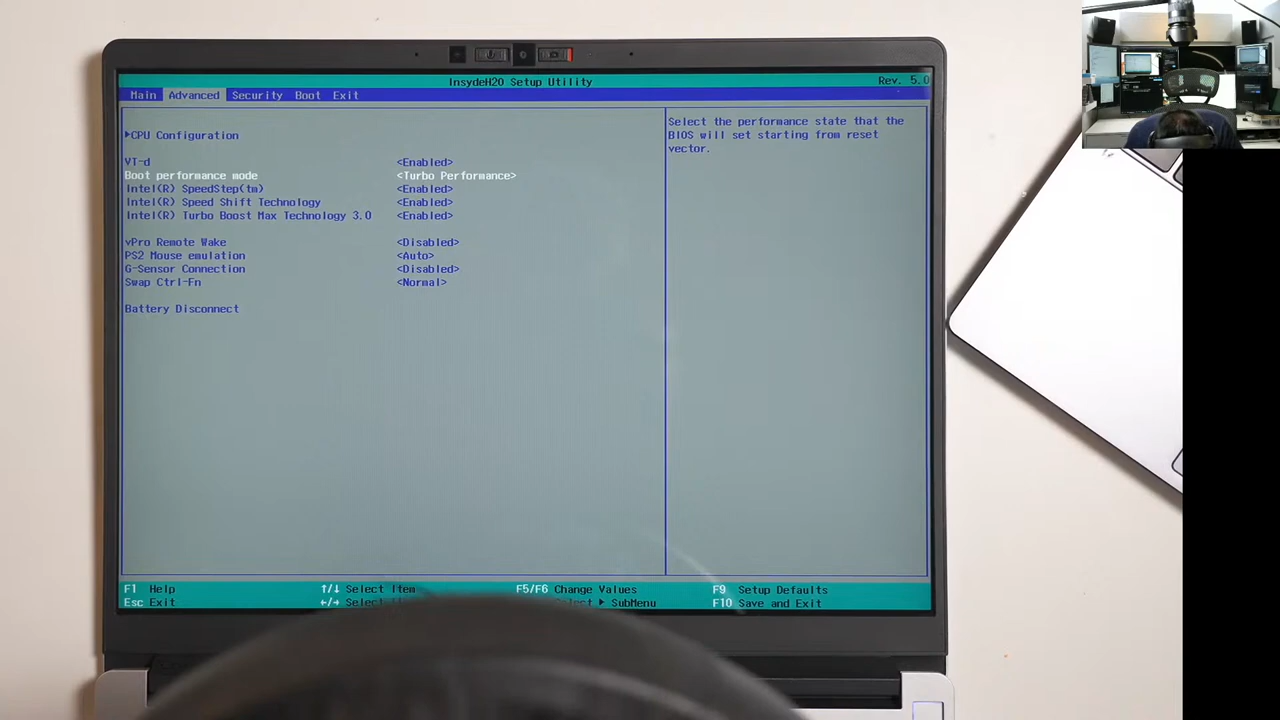 InsydeH20 Setup Utility
Rev. 5.0
Main Advanced Security Boot Exit
CPU Configuration
VT-d <Enabled>
Boot performance mode <Turbo Performance>
Intel(R) SpeedStep(tm) <Enabled>
Intel(R) Speed Shift Technology <Enabled>
Intel(R) Turbo Boost Max Technology 3.0 <Enabled>
vPro Remote Wake <Disabled>
PS2 Mouse emulation <Auto>
G-Sensor Connection <Disabled>
Swap Ctrl-Fn <Normal>
Battery Disconnect
Select the performance state that the
BIOS will set starting from reset
vector.
F1 Help ↑/↓ Select Item F5/F6 Change Values F9 Setup Defaults
Esc Exit ←/→ Select Select ▶ SubMenu F10 Save and Exit